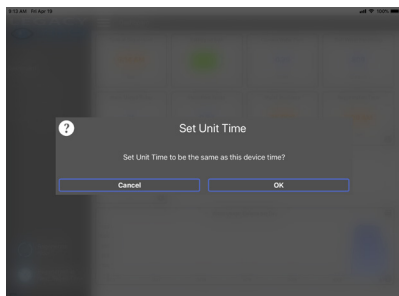 9:13 AM Fri Apr 19 100%
?
Set Unit Time
Set Unit Time to be the same as this device time?
Cancel OK